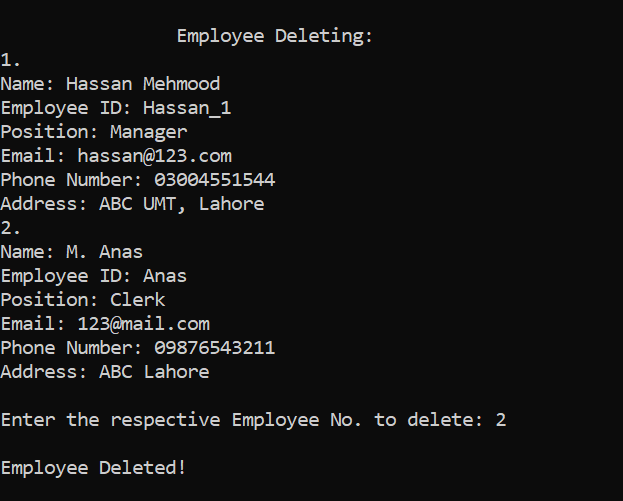 Employee Deleting:
1.
Name: Hassan Mehmood
Employee ID: Hassan_1
Position: Manager
Email: hassan@123.com
Phone Number: 03004551544
Address: ABC UMT, Lahore
2.
Name: M. Anas
Employee ID: Anas
Position: Clerk
Email: 123@mail.com
Phone Number: 09876543211
Address: ABC Lahore
Enter the respective Employee No. to delete: 2
Employee Deleted!